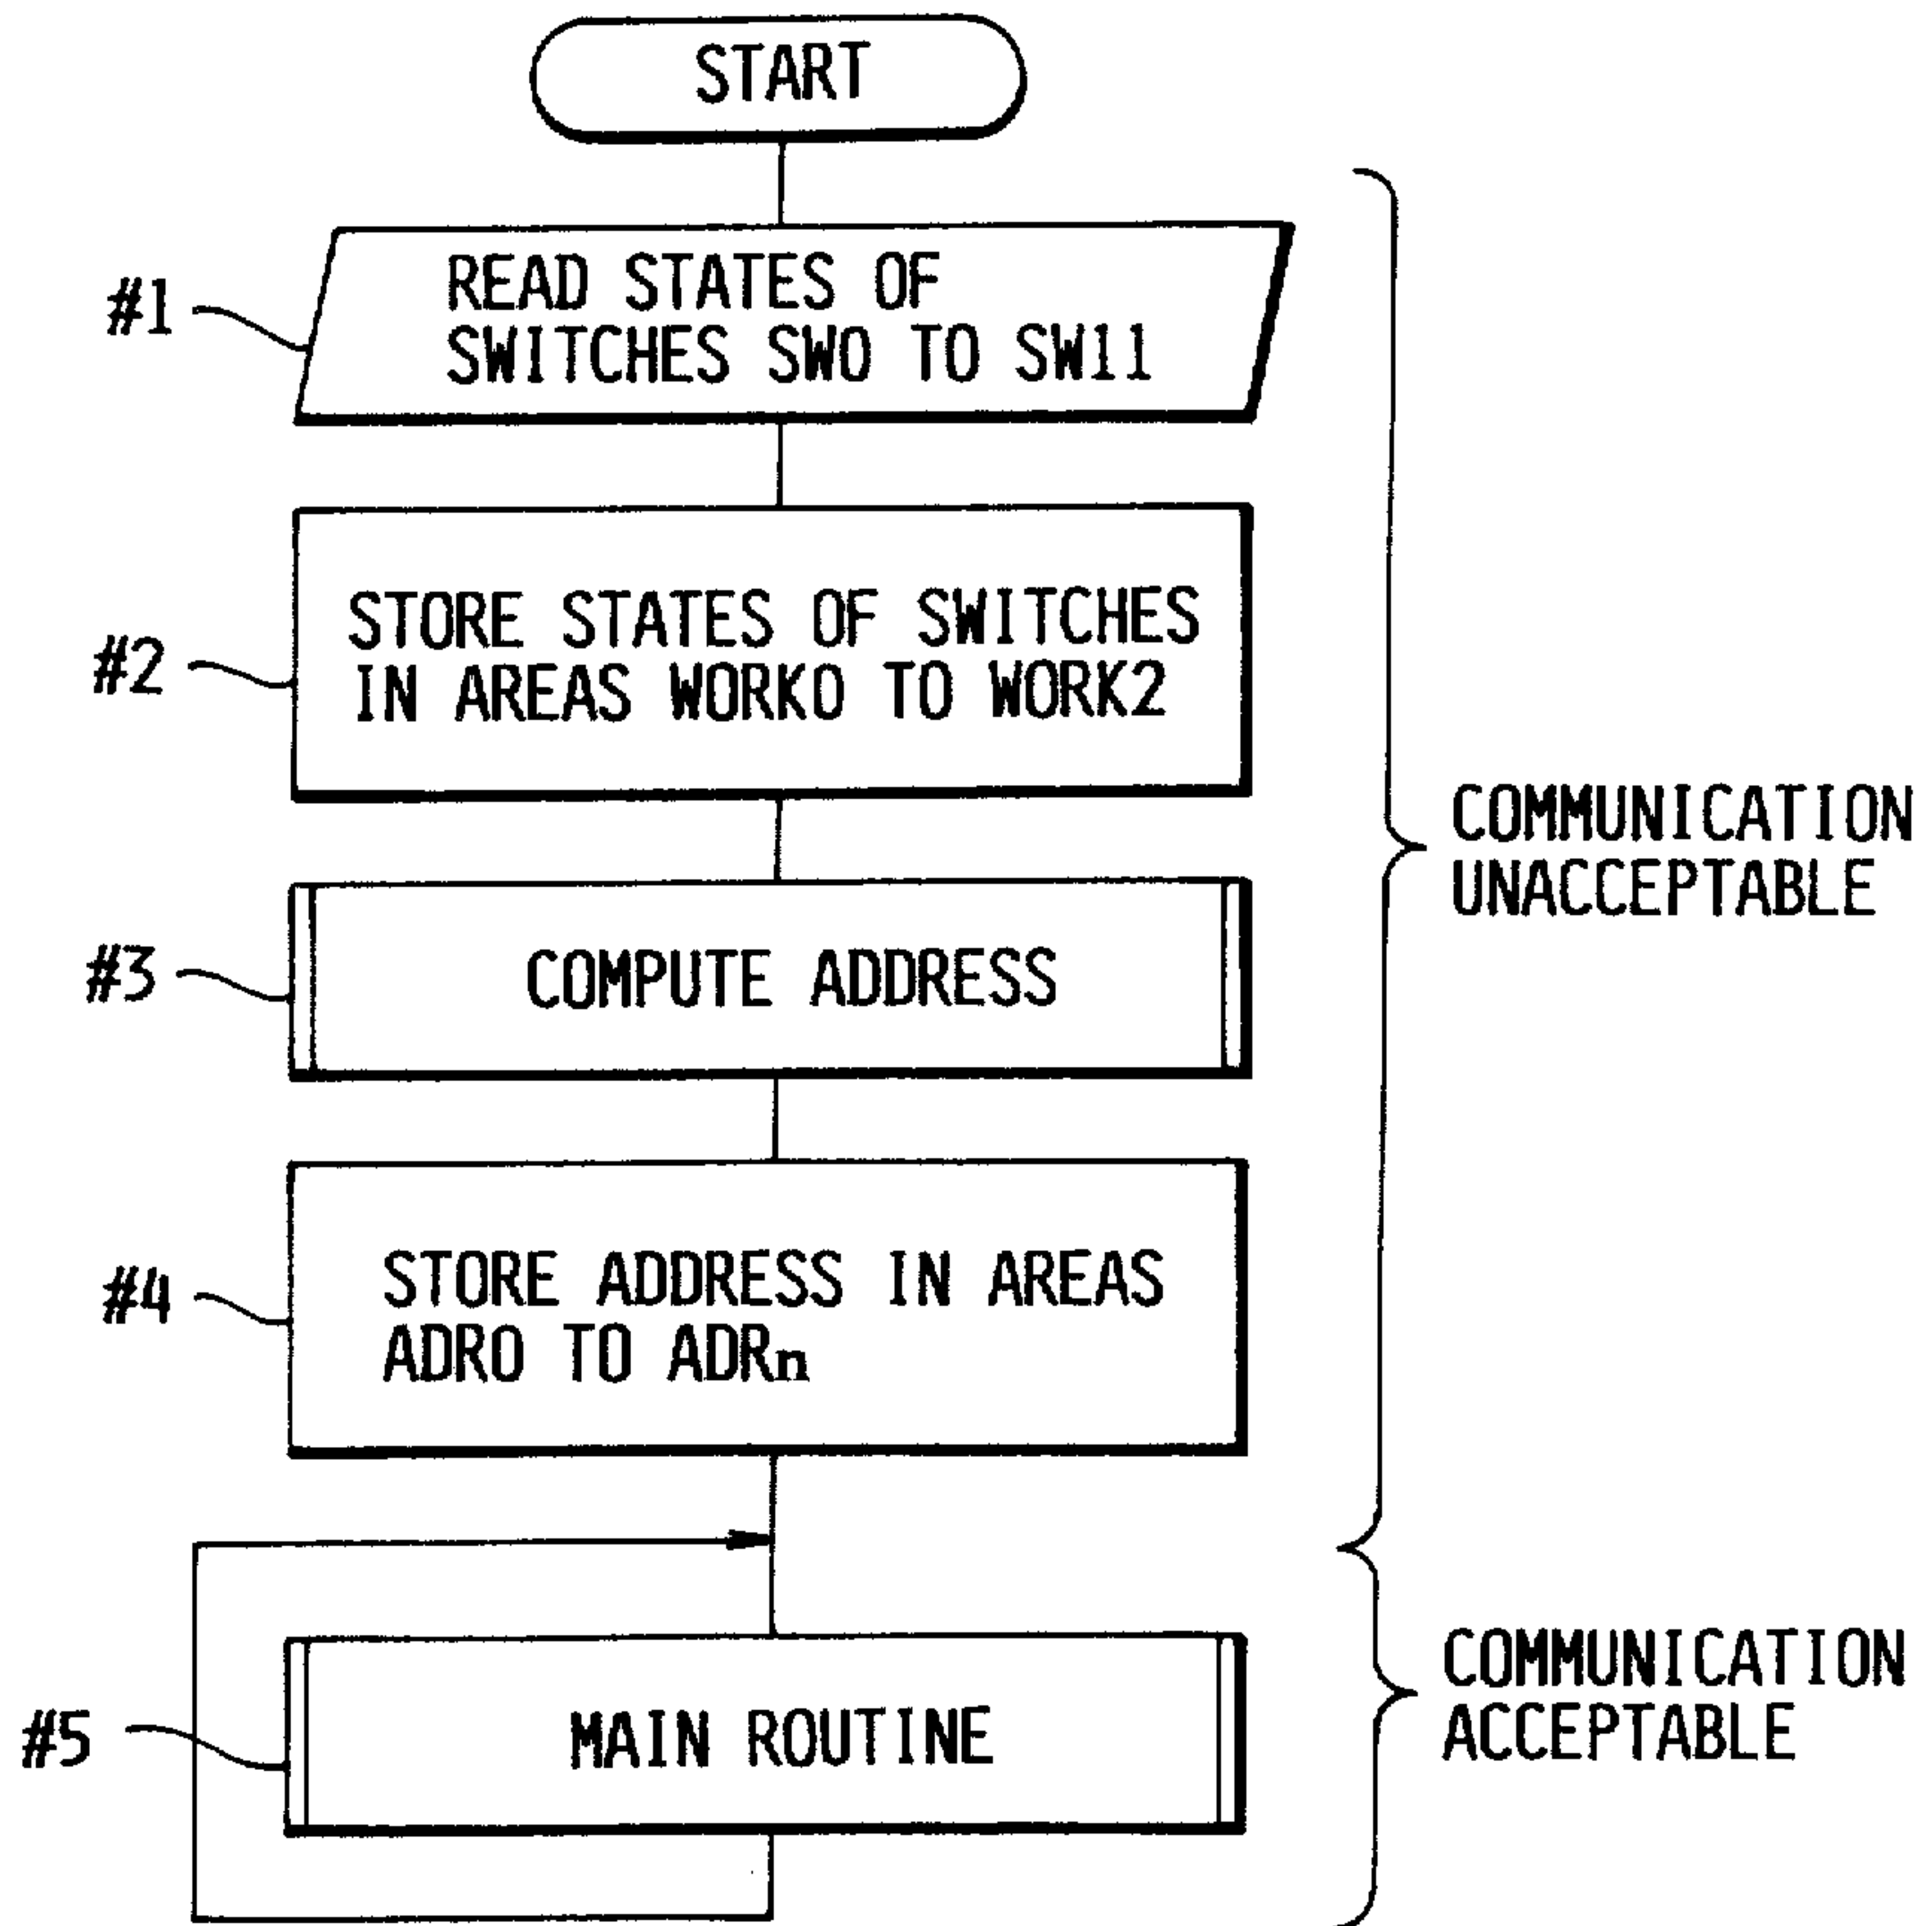 START
#1
READ STATES OF
SWITCHES SW0 TO SW11
#2
STORE STATES OF SWITCHES
IN AREAS WORK0 TO WORK2
COMMUNICATION
UNACCEPTABLE
#3
COMPUTE ADDRESS
#4
STORE ADDRESS IN AREAS
ADR0 TO ADRn
#5
MAIN ROUTINE
COMMUNICATION
ACCEPTABLE